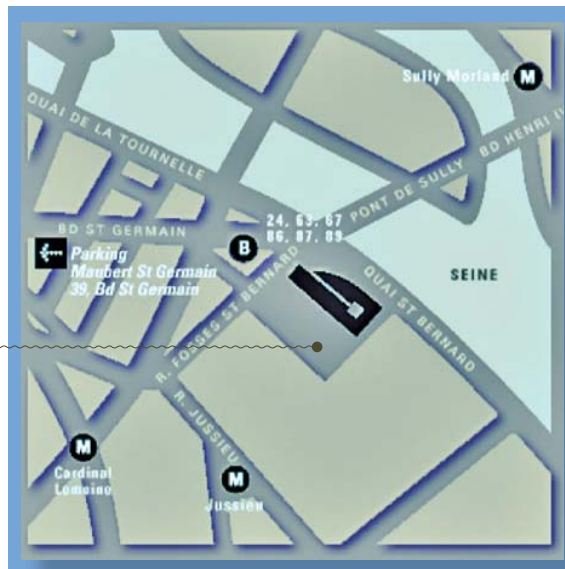 Sully Morland M
QUAI DE LA TOURNELLE
PONT DE SULLY BD HENRI IV
24, 63, 67
86, 87, 89
BD ST GERMAIN
B
Parking
Maubert St Germain
39, Bd St Germain
QUAI ST BERNARD
SEINE
R. FOSSES ST BERNARD
R. JUSSIEU
M
Cardinal
Lemoine
M
Jussieu